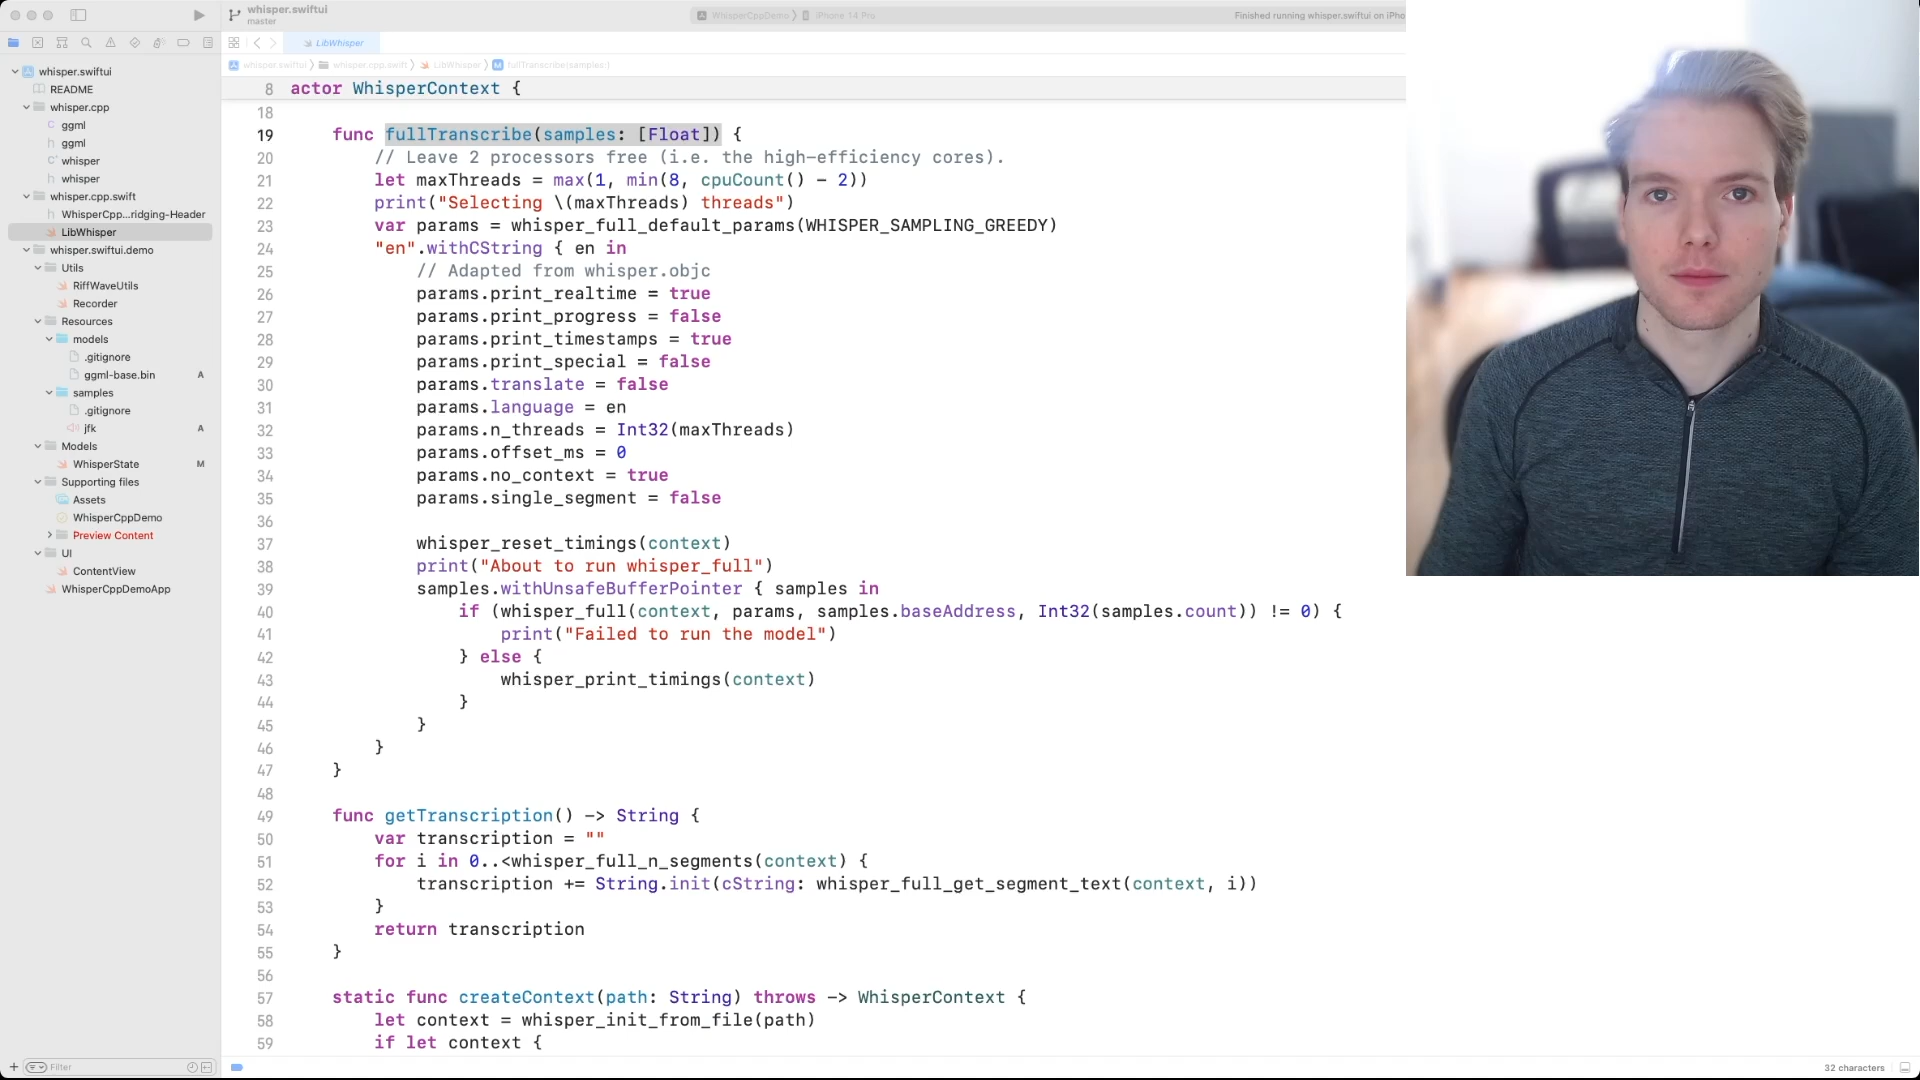 whisper.swiftui
master
WhisperCppDemo
iPhone 14 Pro
Finished running whisper.swiftui on iPho
LibWhisper
whisper.swiftui
whisper.cpp.swift
LibWhisper
fullTranscribe(samples:)
whisper.swiftui
README
whisper.cpp
ggml
ggml
whisper
whisper
whisper.cpp.swift
WhisperCpp...ridging-Header
LibWhisper
whisper.swiftui.demo
Utils
RiffWaveUtils
Recorder
Resources
models
.gitignore
ggml-base.bin A
samples
.gitignore
jfk A
Models
WhisperState M
Supporting files
Assets
WhisperCppDemo
Preview Content
UI
ContentView
WhisperCppDemoApp
Filter
8 actor WhisperContext {
18
19 func fullTranscribe(samples: [Float]) {
20 // Leave 2 processors free (i.e. the high-efficiency cores).
21 let maxThreads = max(1, min(8, cpuCount() - 2))
22 print("Selecting \(maxThreads) threads")
23 var params = whisper_full_default_params(WHISPER_SAMPLING_GREEDY)
24 "en".withCString { en in
25 // Adapted from whisper.objc
26 params.print_realtime = true
27 params.print_progress = false
28 params.print_timestamps = true
29 params.print_special = false
30 params.translate = false
31 params.language = en
32 params.n_threads = Int32(maxThreads)
33 params.offset_ms = 0
34 params.no_context = true
35 params.single_segment = false
36
37 whisper_reset_timings(context)
38 print("About to run whisper_full")
39 samples.withUnsafeBufferPointer { samples in
40 if (whisper_full(context, params, samples.baseAddress, Int32(samples.count)) != 0) {
41 print("Failed to run the model")
42 } else {
43 whisper_print_timings(context)
44 }
45 }
46 }
47 }
48
49 func getTranscription() -> String {
50 var transcription = ""
51 for i in 0..<whisper_full_n_segments(context) {
52 transcription += String.init(cString: whisper_full_get_segment_text(context, i))
53 }
54 return transcription
55 }
56
57 static func createContext(path: String) throws -> WhisperContext {
58 let context = whisper_init_from_file(path)
59 if let context {
32 characters